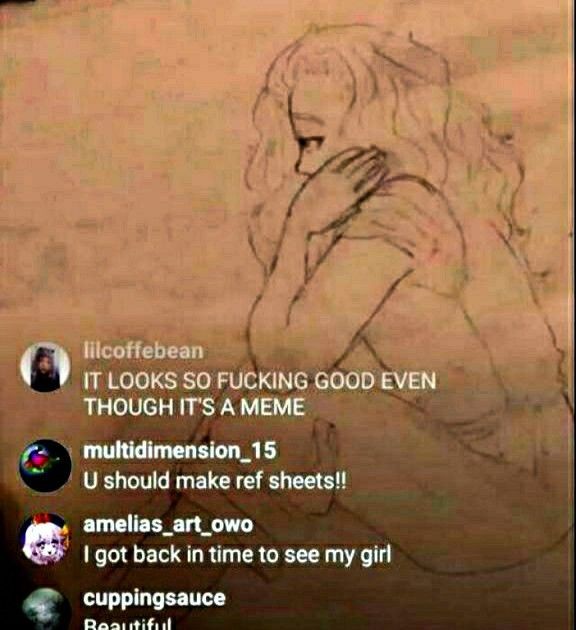 lilcoffebean
IT LOOKS SO FUCKING GOOD EVEN
THOUGH IT'S A MEME
multidimension_15
U should make ref sheets!!
amelias_art_owo
I got back in time to see my girl
cuppingsauce
Beautiful